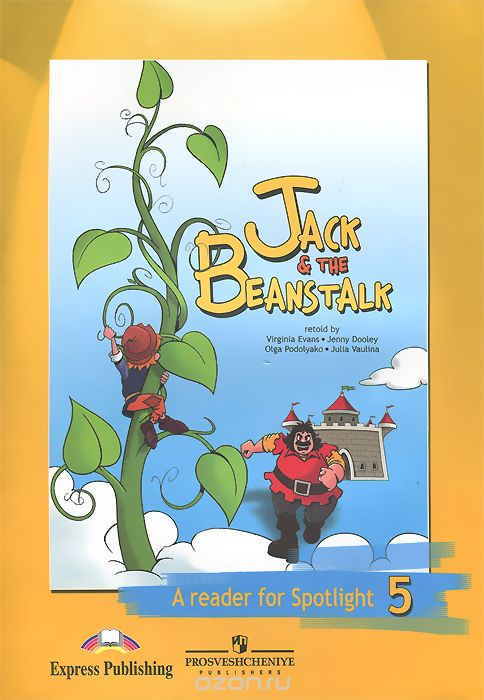 JACK
& THE
BEANSTALK
retold by
Virginia Evans • Jenny Dooley
Olga Podolyako • Julia Vaulina
A reader for Spotlight 5
Express Publishing
PROSVESHCHENIYE
PUBLISHERS
ozon.ru